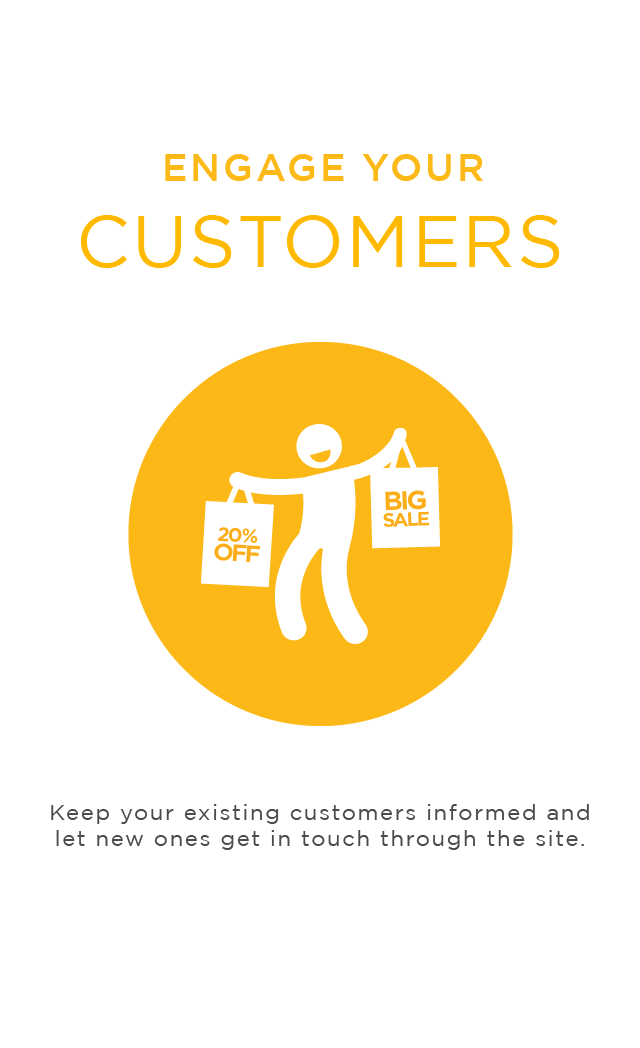 ENGAGE YOUR
CUSTOMERS
BIG
SALE
20%
OFF
Keep your existing customers informed and
let new ones get in touch through the site.